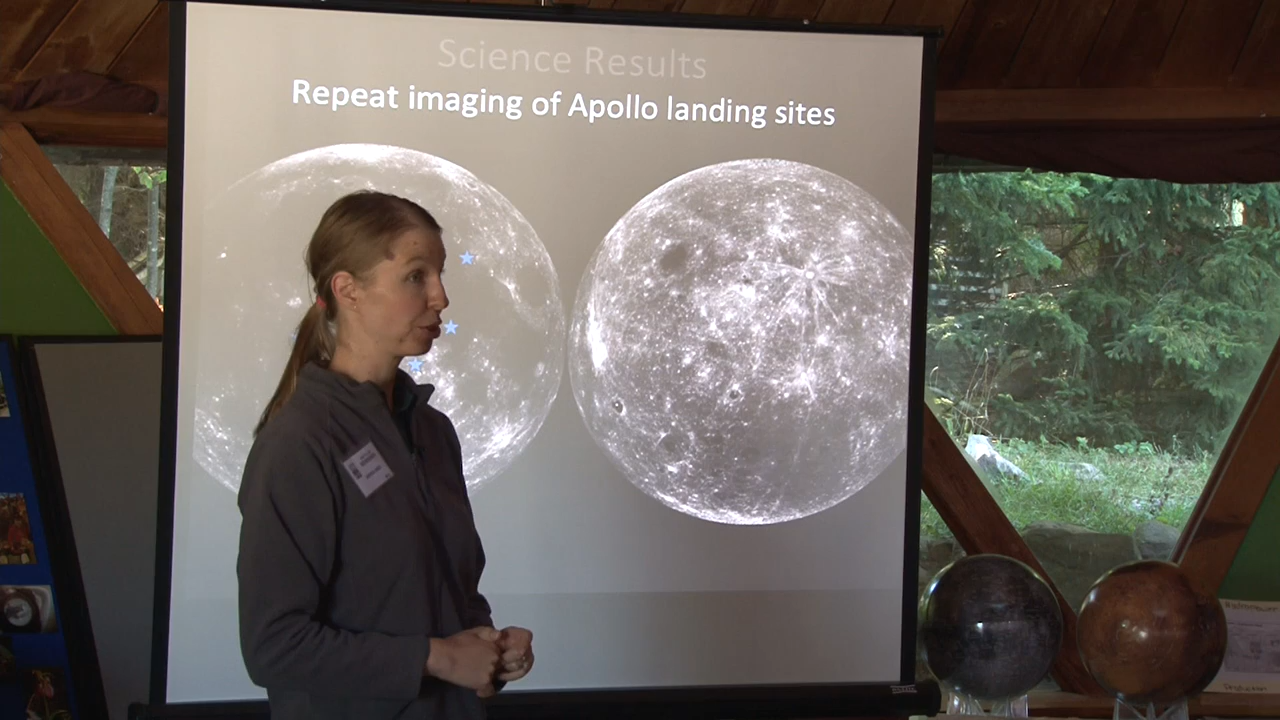 Science Results
Repeat imaging of Apollo landing sites